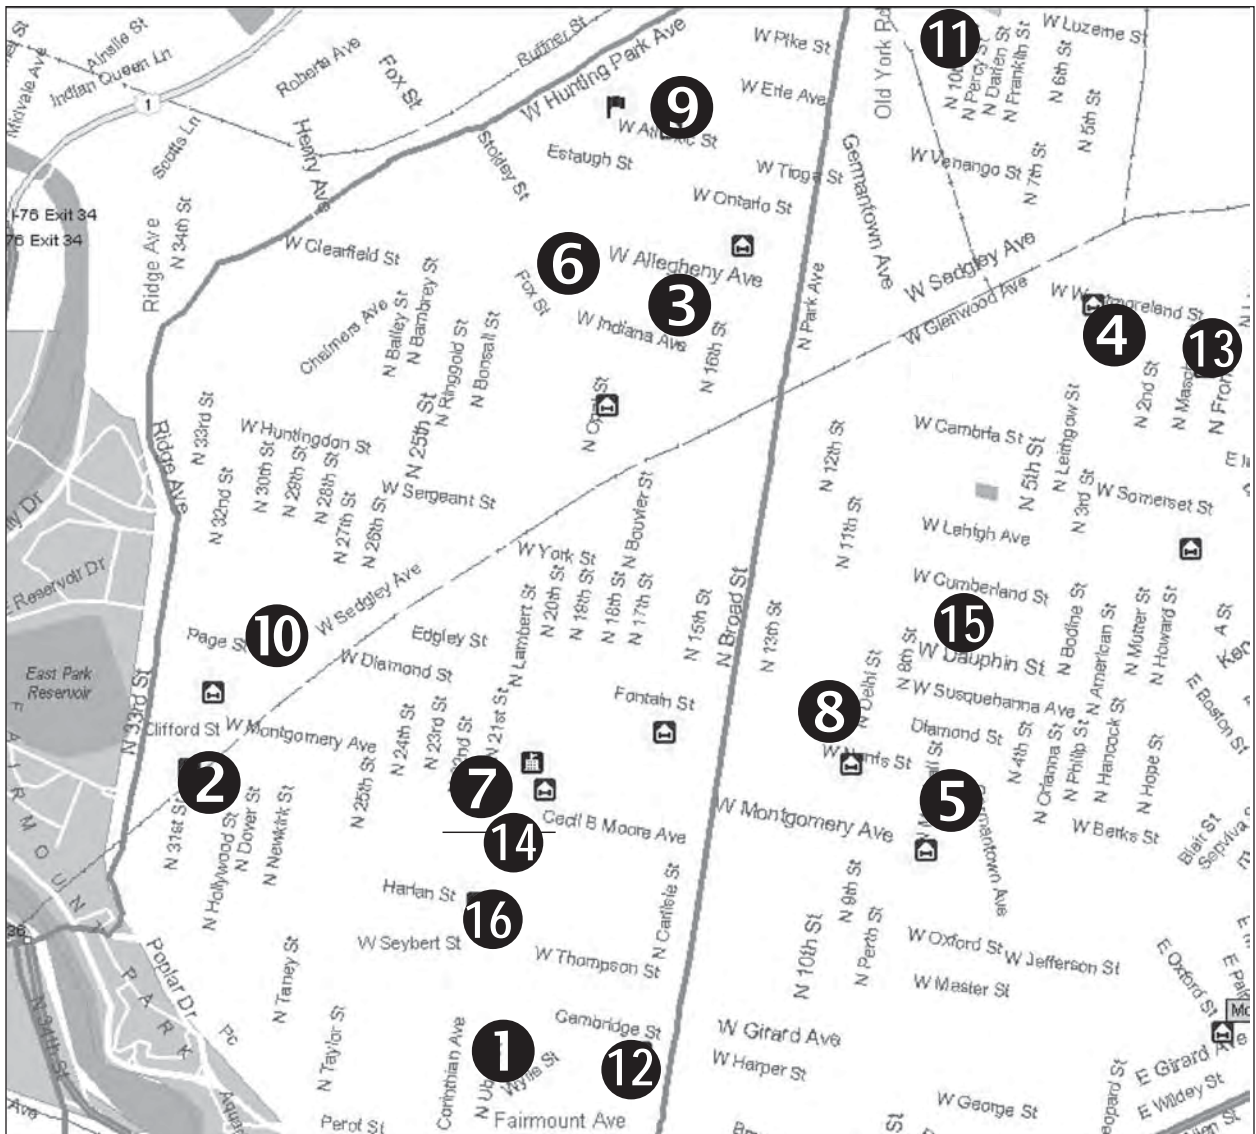 Ainslie St
Indian Queen Ln
Midvale Ave
1
Roberts Ave
Fox St
Ruffner St
W Hunting Park Ave
W Pike St
Old York Rd
11
W Luzerne St
N Percy St
N Darien St
N Franklin St
N 6th St
N 5th St
W Erie Ave
9
Estaugh St
Scotts Ln
Henry Ave
Stokley St
W Tioga St
Germantown Ave
W Venango St
N 7th St
W Ontario St
I-76 Exit 34
76 Exit 34
Ridge Ave
N 34th St
W Clearfield St
6
W Allegheny Ave
W Sedgley Ave
W Glenwood Ave
N Park Ave
3
W Indiana Ave
Fox St
4
13
Chalmers Ave
N Bailey St
N Bambrey St
N Ringgold St
N Bonsall St
N 16th St
N 2nd St
N 33rd St
Ridge Ave
W Huntingdon St
N 25th St
W Cambria St
N Leithgow St
N 12th St
N 5th St
N 32nd St
N 30th St
N 29th St
N 28th St
N 27th St
N 26th St
W Sergeant St
N Bouvier St
N 11th St
N 3rd St
W Somerset St
W Lehigh Ave
Reservoir Dr
W York St
W Cumberland St
10
W Sedgley Ave
Page St
Edgley St
N Lambert St
N 20th St
N 19th St
N 18th St
N 17th St
N 15th St
N Broad St
N 13th St
15
N Bodine St
N American St
N Mutter St
N Howard St
A St
East Park
Reservoir
W Diamond St
N 8th St
W Dauphin St
W Susquehanna Ave
N 33rd St
Fontain St
N 21st St
8
N Delhi St
E Boston St
Clifford St
W Montgomery Ave
N 24th St
N 23rd St
W Norris St
Diamond St
N 4th St
N Orianna St
N Philip St
N Hancock St
N Hope St
2
7
5
N 25th St
N 31st St
N Hollywood St
N Dover St
N Newkirk St
14
Cecil B Moore Ave
W Montgomery Ave
W Berks St
Blair St
Germantown Ave
Harlan St
16
N Carlisle St
N 9th St
W Seybert St
W Thompson St
N 10th St
N Perth St
W Oxford St
W Jefferson St
W Master St
E Oxford St
FAIRMOUNT
PARK
Poplar Dr
N Taney St
N 34th St
N Taylor St
Corinthian Ave
1
Wylie St
Cambridge St
12
W Girard Ave
W Harper St
E Girard Ave
E Wildey St
Perot St
Fairmount Ave
W George St